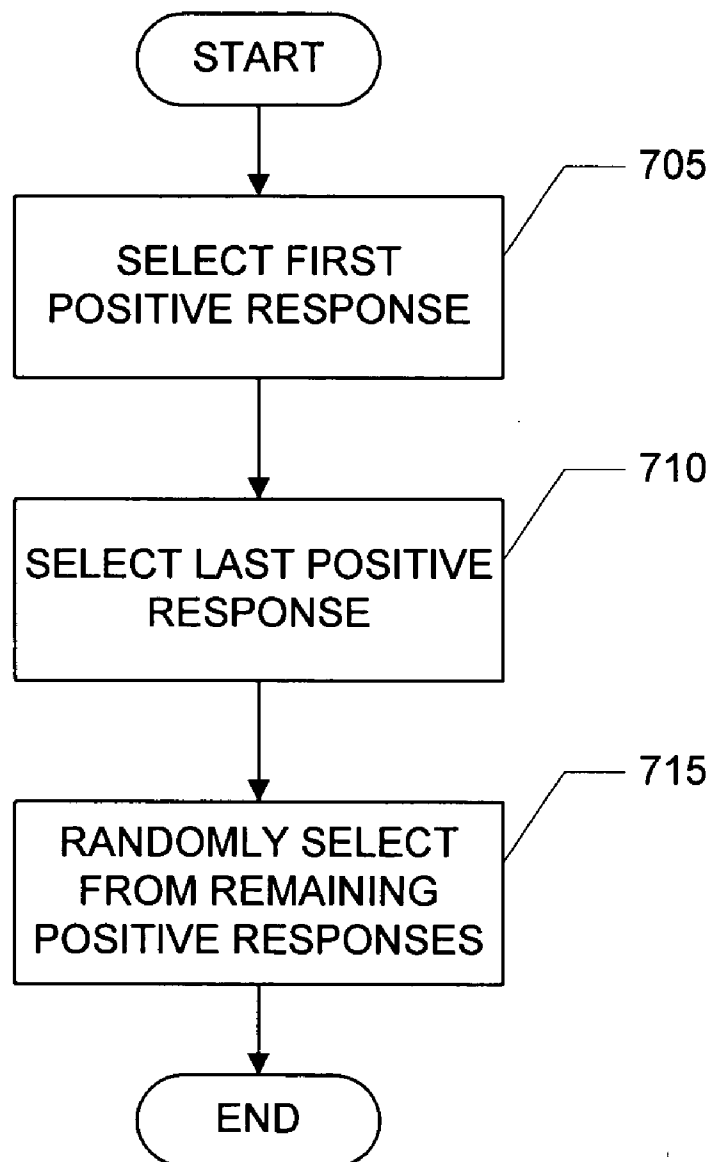 START
705
SELECT FIRST
POSITIVE RESPONSE
710
SELECT LAST POSITIVE
RESPONSE
715
RANDOMLY SELECT
FROM REMAINING
POSITIVE RESPONSES
END